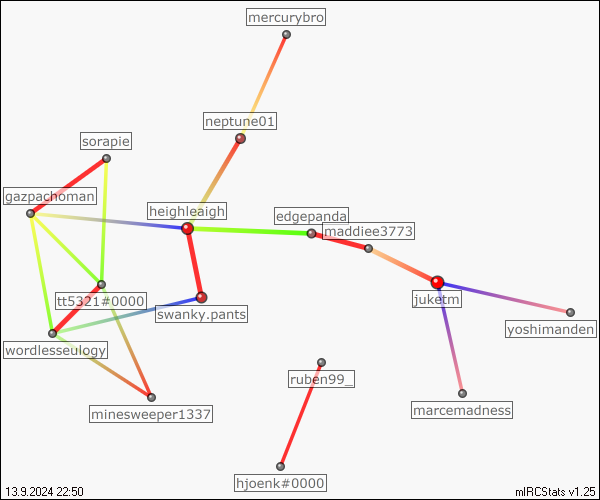 mercurybro
neptune01
sorapie
gazpachoman
heighleaigh
edgepanda
maddiee3773
tt5321#0000
juketm
swanky.pants
yoshimanden
wordlesseulogy
ruben99_
marcemadness
minesweeper1337
hjoenk#0000
13.9.2024 22:50
mIRCStats v1.25